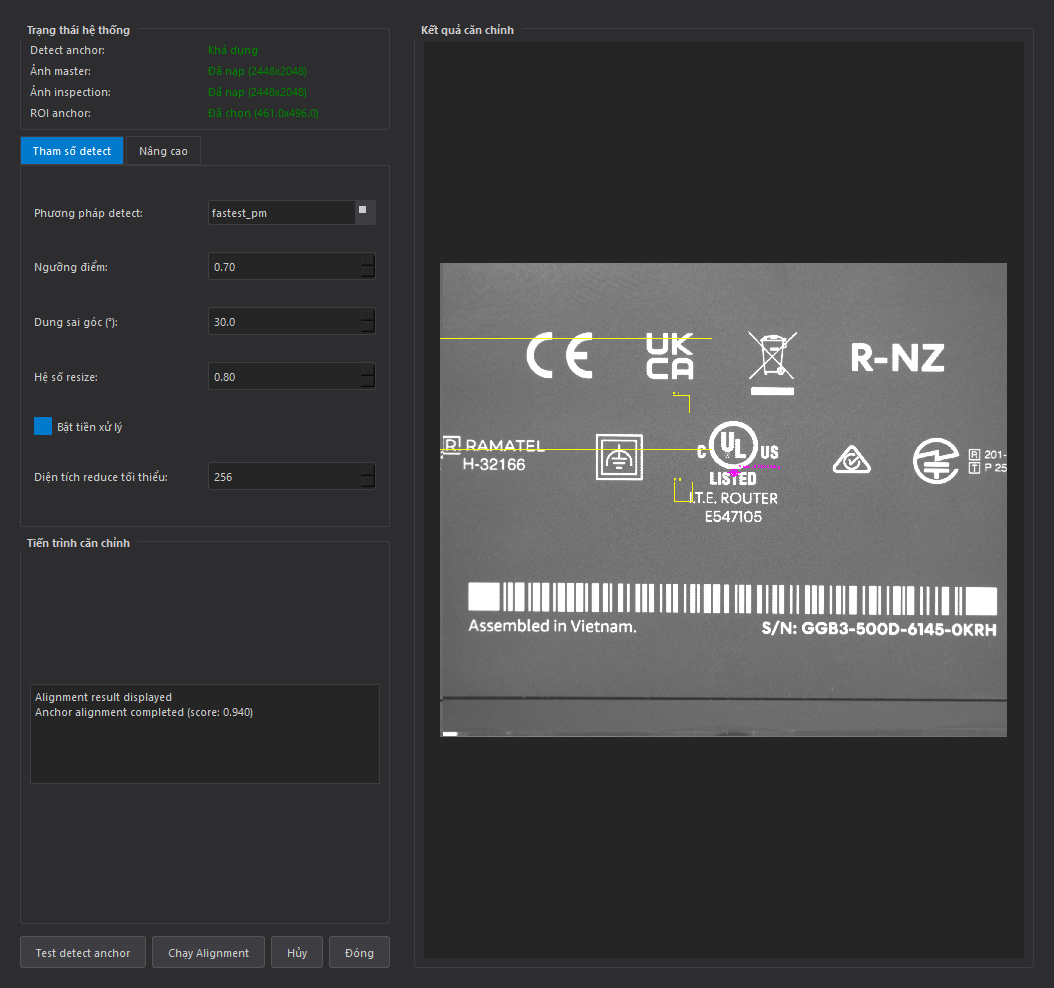 Trạng thái hệ thống
Detect anchor: Khả dụng
Ảnh master: Đã nạp (2448x2048)
Ảnh inspection: Đã nạp (2448x2048)
ROI anchor: Đã chọn (461.0x496.0)
Tham số detect
Nâng cao
Phương pháp detect: fastest_pm
Ngưỡng điểm: 0.70
Dung sai góc (°): 30.0
Hệ số resize: 0.80
Bật tiền xử lý
Diện tích reduce tối thiểu: 256
Tiến trình căn chỉnh
Alignment result displayed
Anchor alignment completed (score: 0.940)
Test detect anchor
Chạy Alignment
Hủy
Đóng
Kết quả căn chỉnh
CE
UK
CA
R-NZ
R RAMATEL
H-32166
C UL US
LISTED
I.T.E. ROUTER
E547105
R 201-
T P 25
Assembled in Vietnam.
S/N: GGB3-500D-6145-0KRH